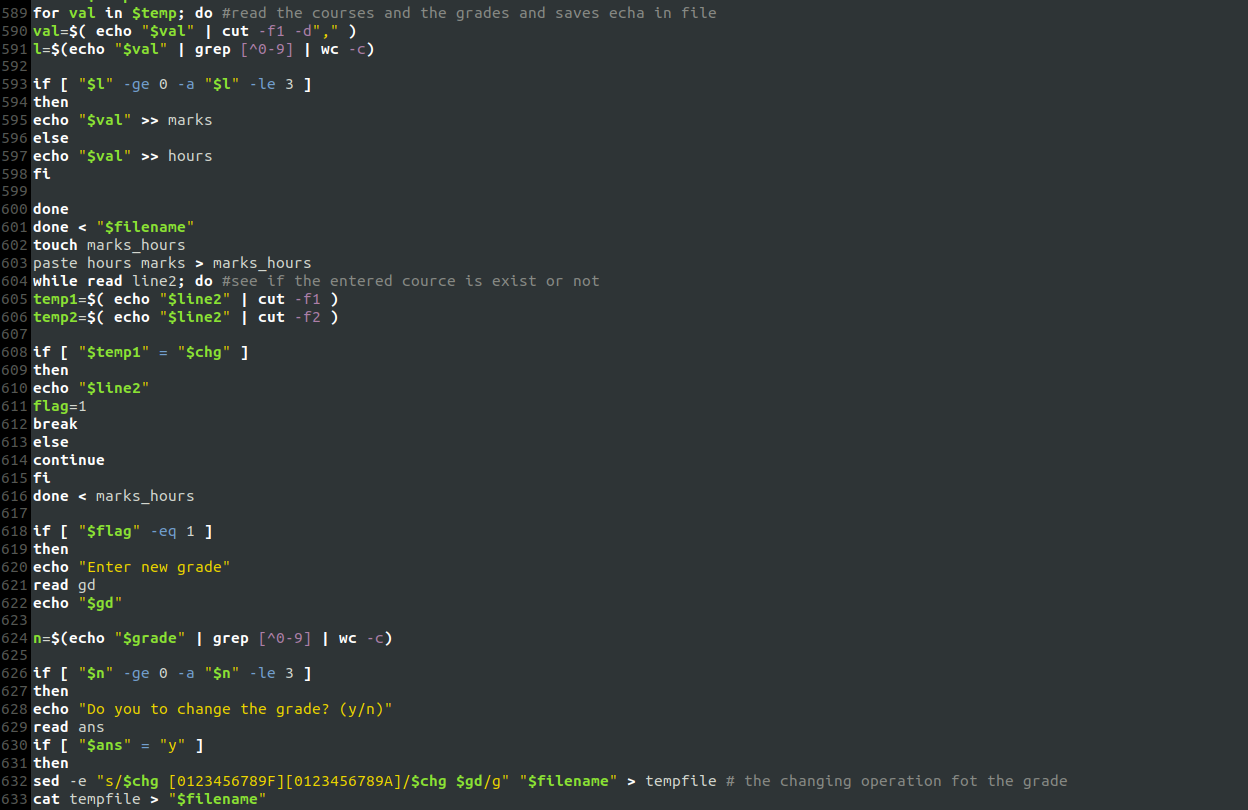 589 for val in $temp; do #read the courses and the grades and saves echa in file
590 val=$( echo "$val" | cut -f1 -d"," )
591 l=$(echo "$val" | grep [^0-9] | wc -c)
592
593 if [ "$l" -ge 0 -a "$l" -le 3 ]
594 then
595 echo "$val" >> marks
596 else
597 echo "$val" >> hours
598 fi
599
600 done
601 done < "$filename"
602 touch marks_hours
603 paste hours marks > marks_hours
604 while read line2; do #see if the entered cource is exist or not
605 temp1=$( echo "$line2" | cut -f1 )
606 temp2=$( echo "$line2" | cut -f2 )
607
608 if [ "$temp1" = "$chg" ]
609 then
610 echo "$line2"
611 flag=1
612 break
613 else
614 continue
615 fi
616 done < marks_hours
617
618 if [ "$flag" -eq 1 ]
619 then
620 echo "Enter new grade"
621 read gd
622 echo "$gd"
623
624 n=$(echo "$grade" | grep [^0-9] | wc -c)
625
626 if [ "$n" -ge 0 -a "$n" -le 3 ]
627 then
628 echo "Do you to change the grade? (y/n)"
629 read ans
630 if [ "$ans" = "y" ]
631 then
632 sed -e "s/$chg [0123456789F][0123456789A]/$chg $gd/g" "$filename" > tempfile # the changing operation fot the grade
633 cat tempfile > "$filename"